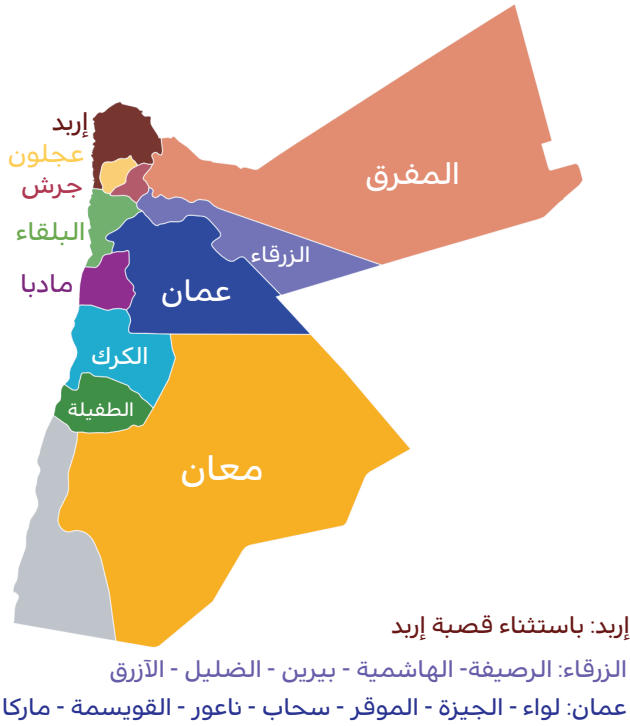 إربد
عجلون
جرش
المفرق
البلقاء
الزرقاء
مادبا
عمان
الكرك
الطفيلة
معان
إربد: باستثناء قصبة إربد
الزرقاء: الرصيفة- الهاشمية - بيرين - الضليل - الآزرق
عمان: لواء - الجيزة - الموقر - سحاب - ناعور - القويسمة - ماركا